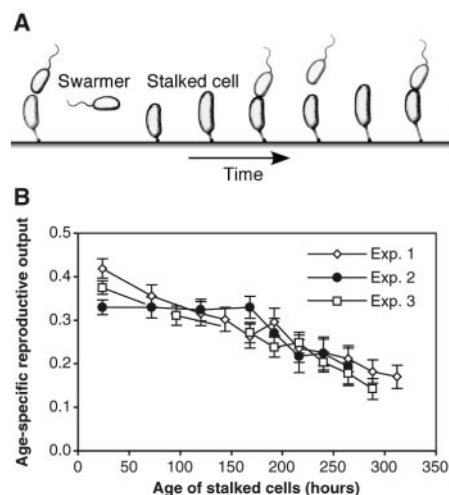 A
Swarmer Stalked cell
Time
B
Age-specific reproductive output
0.5
0.4
0.3
0.2
0.1
0.0
Exp. 1
Exp. 2
Exp. 3
0 50 100 150 200 250 300 350
Age of stalked cells (hours)